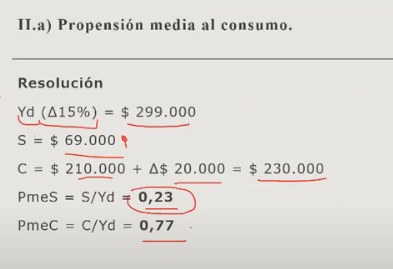 II.a) Propensión media al consumo.
Resolución
Yd (Δ15%) = $ 299.000
S = $ 69.000
C = $ 210.000 + Δ$ 20.000 = $ 230.000
PmeS = S/Yd = 0,23
PmeC = C/Yd = 0,77